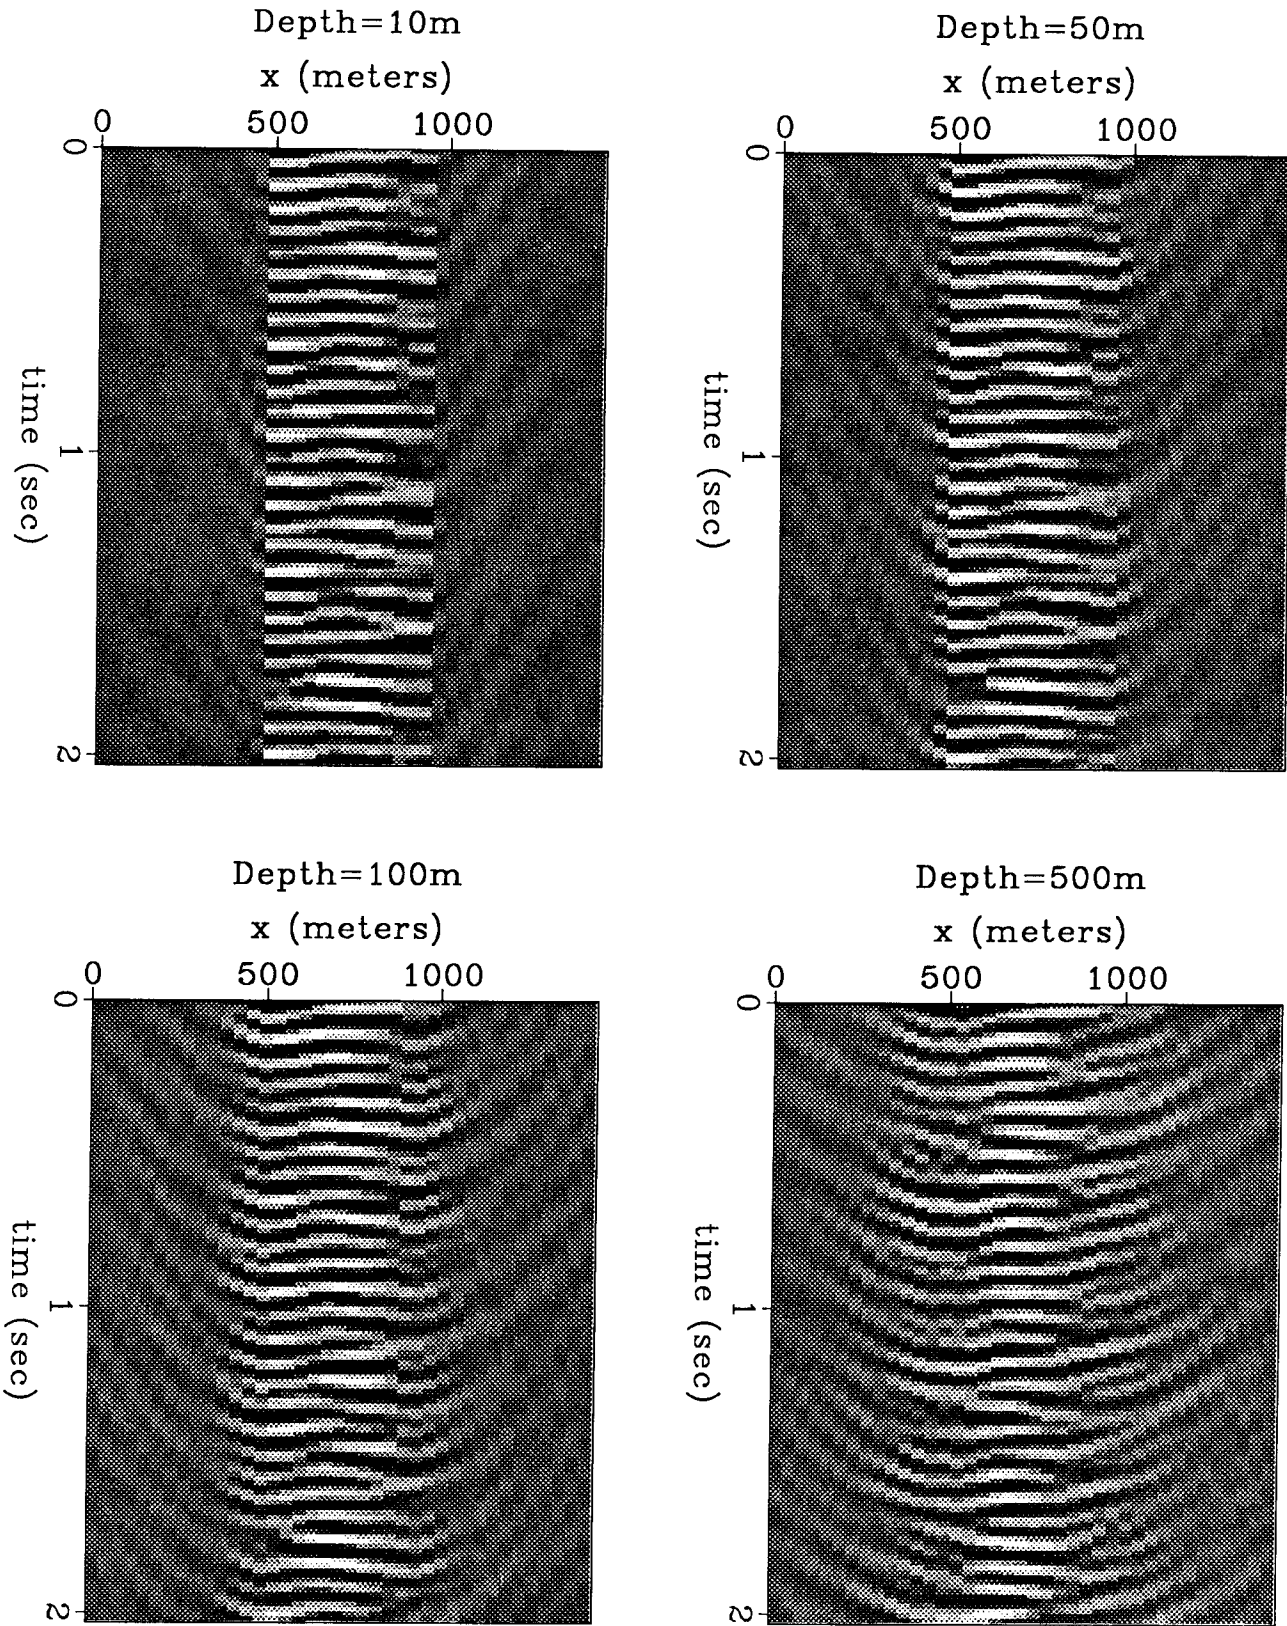 Depth=10m
x (meters)
0 500 1000
0
1
2
time (sec)
Depth=50m
x (meters)
0 500 1000
0
1
2
time (sec)
Depth=100m
x (meters)
0 500 1000
0
1
2
time (sec)
Depth=500m
x (meters)
0 500 1000
0
1
2
time (sec)